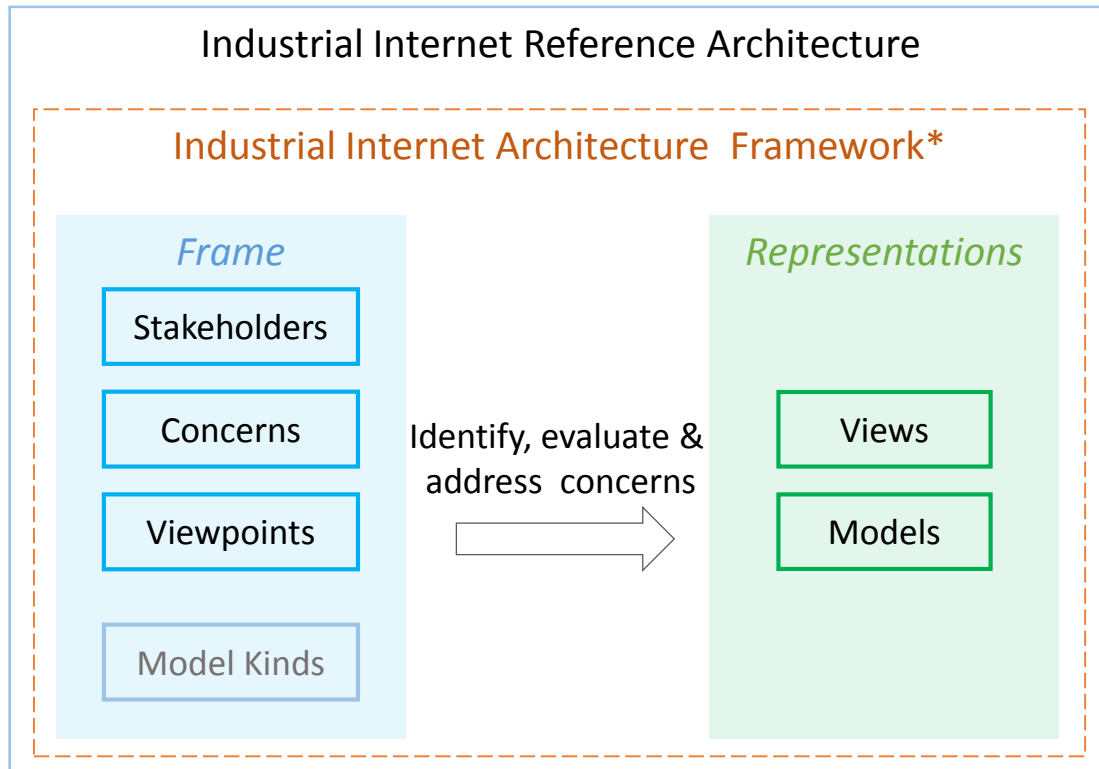 Industrial Internet Reference Architecture
Industrial Internet Architecture Framework*
Frame
Stakeholders
Concerns
Viewpoints
Model Kinds
Identify, evaluate &
address concerns
Representations
Views
Models